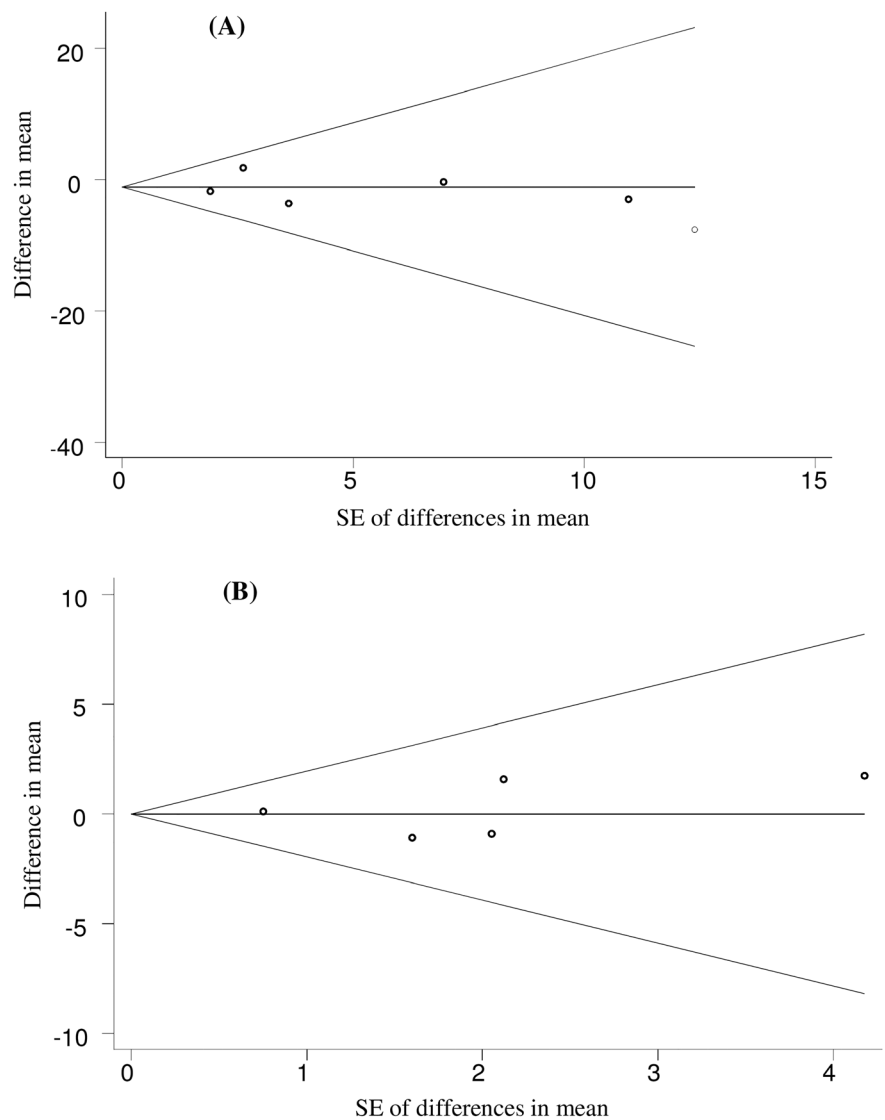 (A)
20
0
-20
-40
Difference in mean
0 5 10 15
SE of differences in mean
(B)
10
5
0
-5
-10
Difference in mean
0 1 2 3 4
SE of differences in mean